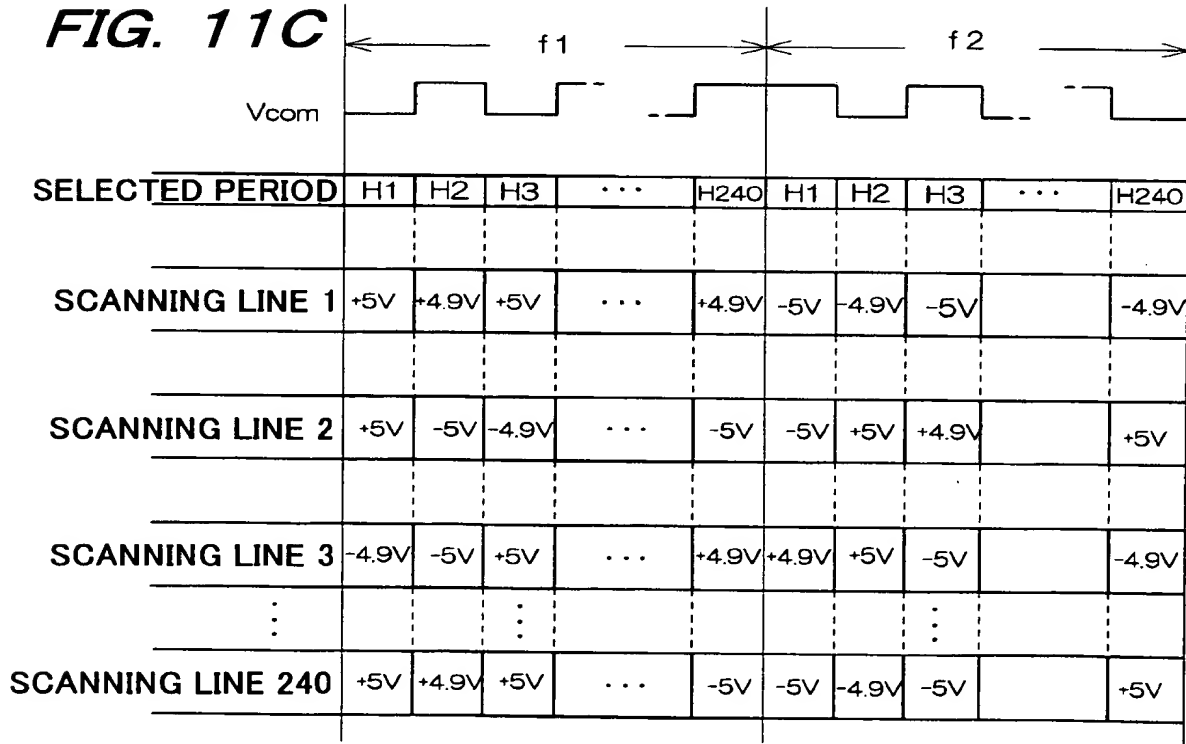 FIG. 11C
f1 f2
Vcom
SELECTED PERIOD H1 H2 H3 ... H240 H1 H2 H3 ... H240
SCANNING LINE 1 +5V +4.9V +5V ... +4.9V -5V -4.9V -5V -4.9V
SCANNING LINE 2 +5V -5V -4.9V ... -5V -5V +5V +4.9V +5V
SCANNING LINE 3 -4.9V -5V +5V ... +4.9V +4.9V +5V -5V -4.9V
SCANNING LINE 240 +5V +4.9V +5V ... -5V -5V -4.9V -5V +5V